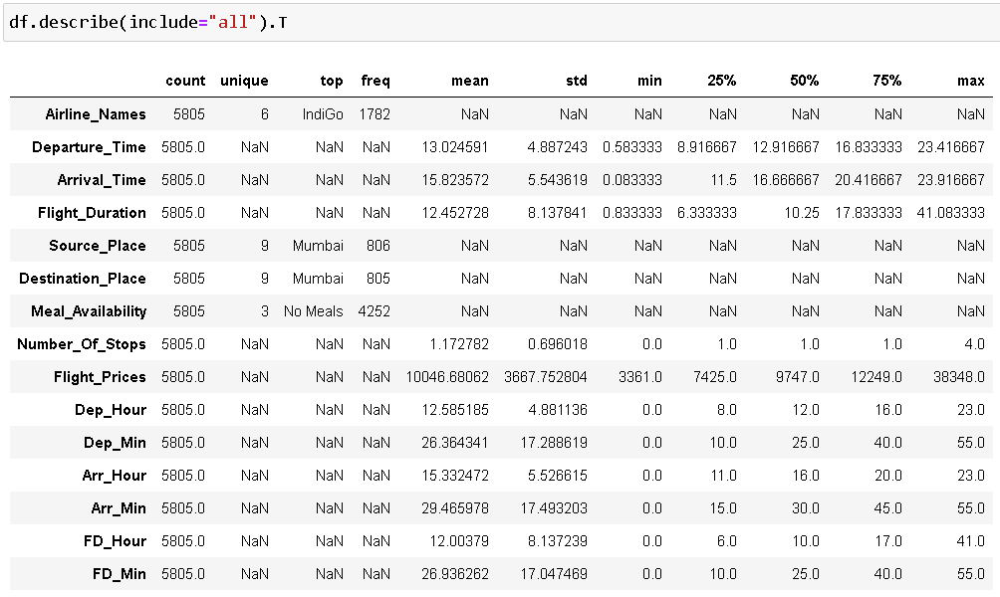 df.describe(include="all").T
count unique top freq mean std min 25% 50% 75% max
Airline_Names 5805 6 IndiGo 1782 NaN NaN NaN NaN NaN NaN NaN
Departure_Time 5805.0 NaN NaN NaN 13.024591 4.887243 0.583333 8.916667 12.916667 16.833333 23.416667
Arrival_Time 5805.0 NaN NaN NaN 15.823572 5.543619 0.083333 11.5 16.666667 20.416667 23.916667
Flight_Duration 5805.0 NaN NaN NaN 12.452728 8.137841 0.833333 6.333333 10.25 17.833333 41.083333
Source_Place 5805 9 Mumbai 806 NaN NaN NaN NaN NaN NaN NaN
Destination_Place 5805 9 Mumbai 805 NaN NaN NaN NaN NaN NaN NaN
Meal_Availability 5805 3 No Meals 4252 NaN NaN NaN NaN NaN NaN NaN
Number_Of_Stops 5805.0 NaN NaN NaN 1.172782 0.696018 0.0 1.0 1.0 1.0 4.0
Flight_Prices 5805.0 NaN NaN NaN 10046.68062 3667.752804 3361.0 7425.0 9747.0 12249.0 38348.0
Dep_Hour 5805.0 NaN NaN NaN 12.585185 4.881136 0.0 8.0 12.0 16.0 23.0
Dep_Min 5805.0 NaN NaN NaN 26.364341 17.288619 0.0 10.0 25.0 40.0 55.0
Arr_Hour 5805.0 NaN NaN NaN 15.332472 5.526615 0.0 11.0 16.0 20.0 23.0
Arr_Min 5805.0 NaN NaN NaN 29.465978 17.493203 0.0 15.0 30.0 45.0 55.0
FD_Hour 5805.0 NaN NaN NaN 12.00379 8.137239 0.0 6.0 10.0 17.0 41.0
FD_Min 5805.0 NaN NaN NaN 26.936262 17.047469 0.0 10.0 25.0 40.0 55.0